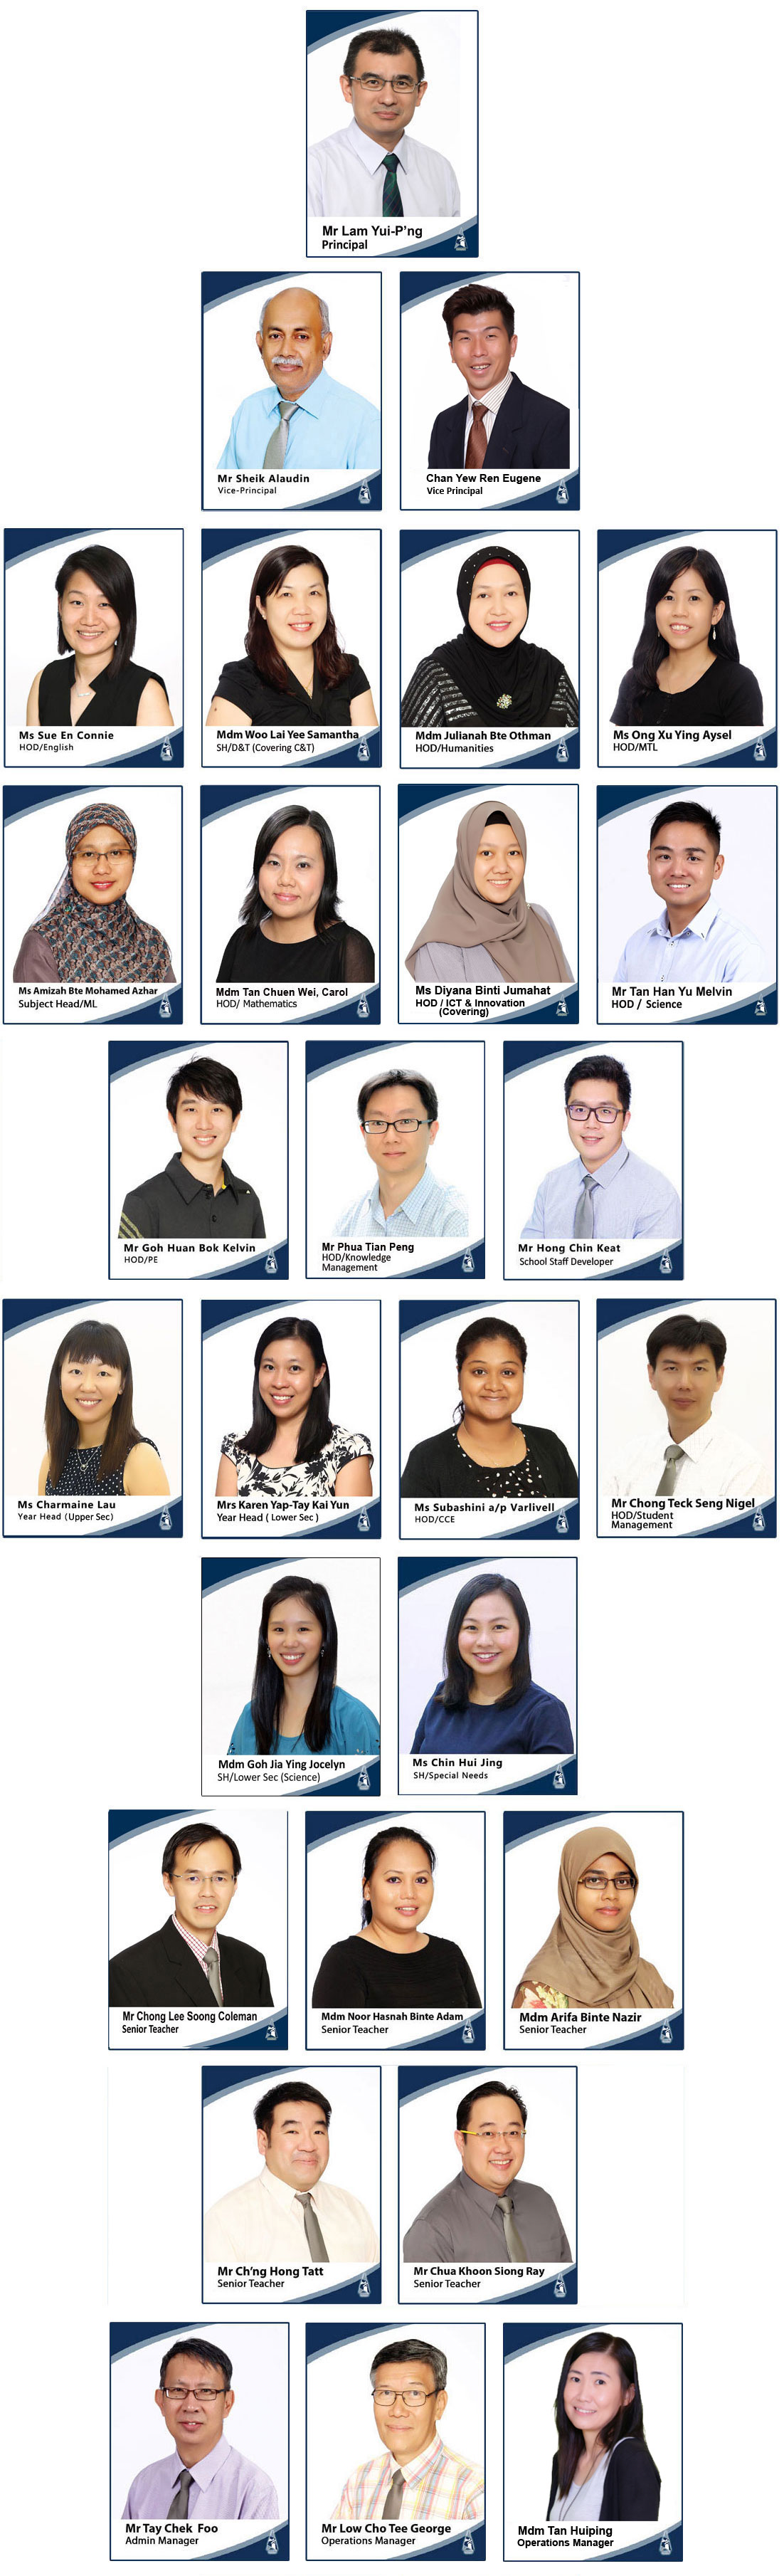 Mr Lam Yui-P'ng
Principal
Mr Sheik Alaudin
Vice-Principal
Chan Yew Ren Eugene
Vice Principal
Ms Sue En Connie
HOD/English
Mdm Woo Lai Yee Samantha
SH/D&T (Covering C&T)
Mdm Julianah Bte Othman
HOD/Humanities
Ms Ong Xu Ying Aysel
HOD/MTL
Ms Amizah Bte Mohamed Azhar
Subject Head/ML
Mdm Tan Chuen Wei, Carol
HOD/ Mathematics
Ms Diyana Binti Jumahat
HOD / ICT & Innovation
(Covering)
Mr Tan Han Yu Melvin
HOD / Science
Mr Goh Huan Bok Kelvin
HOD/PE
Mr Phua Tian Peng
HOD/Knowledge
Management
Mr Hong Chin Keat
School Staff Developer
Ms Charmaine Lau
Year Head (Upper Sec)
Mrs Karen Yap-Tay Kai Yun
Year Head ( Lower Sec )
Ms Subashini a/p Varlivell
HOD/CCE
Mr Chong Teck Seng Nigel
HOD/Student
Management
Mdm Goh Jia Ying Jocelyn
SH/Lower Sec (Science)
Ms Chin Hui Jing
SH/Special Needs
Mr Chong Lee Soong Coleman
Senior Teacher
Mdm Noor Hasnah Binte Adam
Senior Teacher
Mdm Arifa Binte Nazir
Senior Teacher
Mr Ch'ng Hong Tatt
Senior Teacher
Mr Chua Khoon Siong Ray
Senior Teacher
Mr Tay Chek Foo
Admin Manager
Mr Low Cho Tee George
Operations Manager
Mdm Tan Huiping
Operations Manager